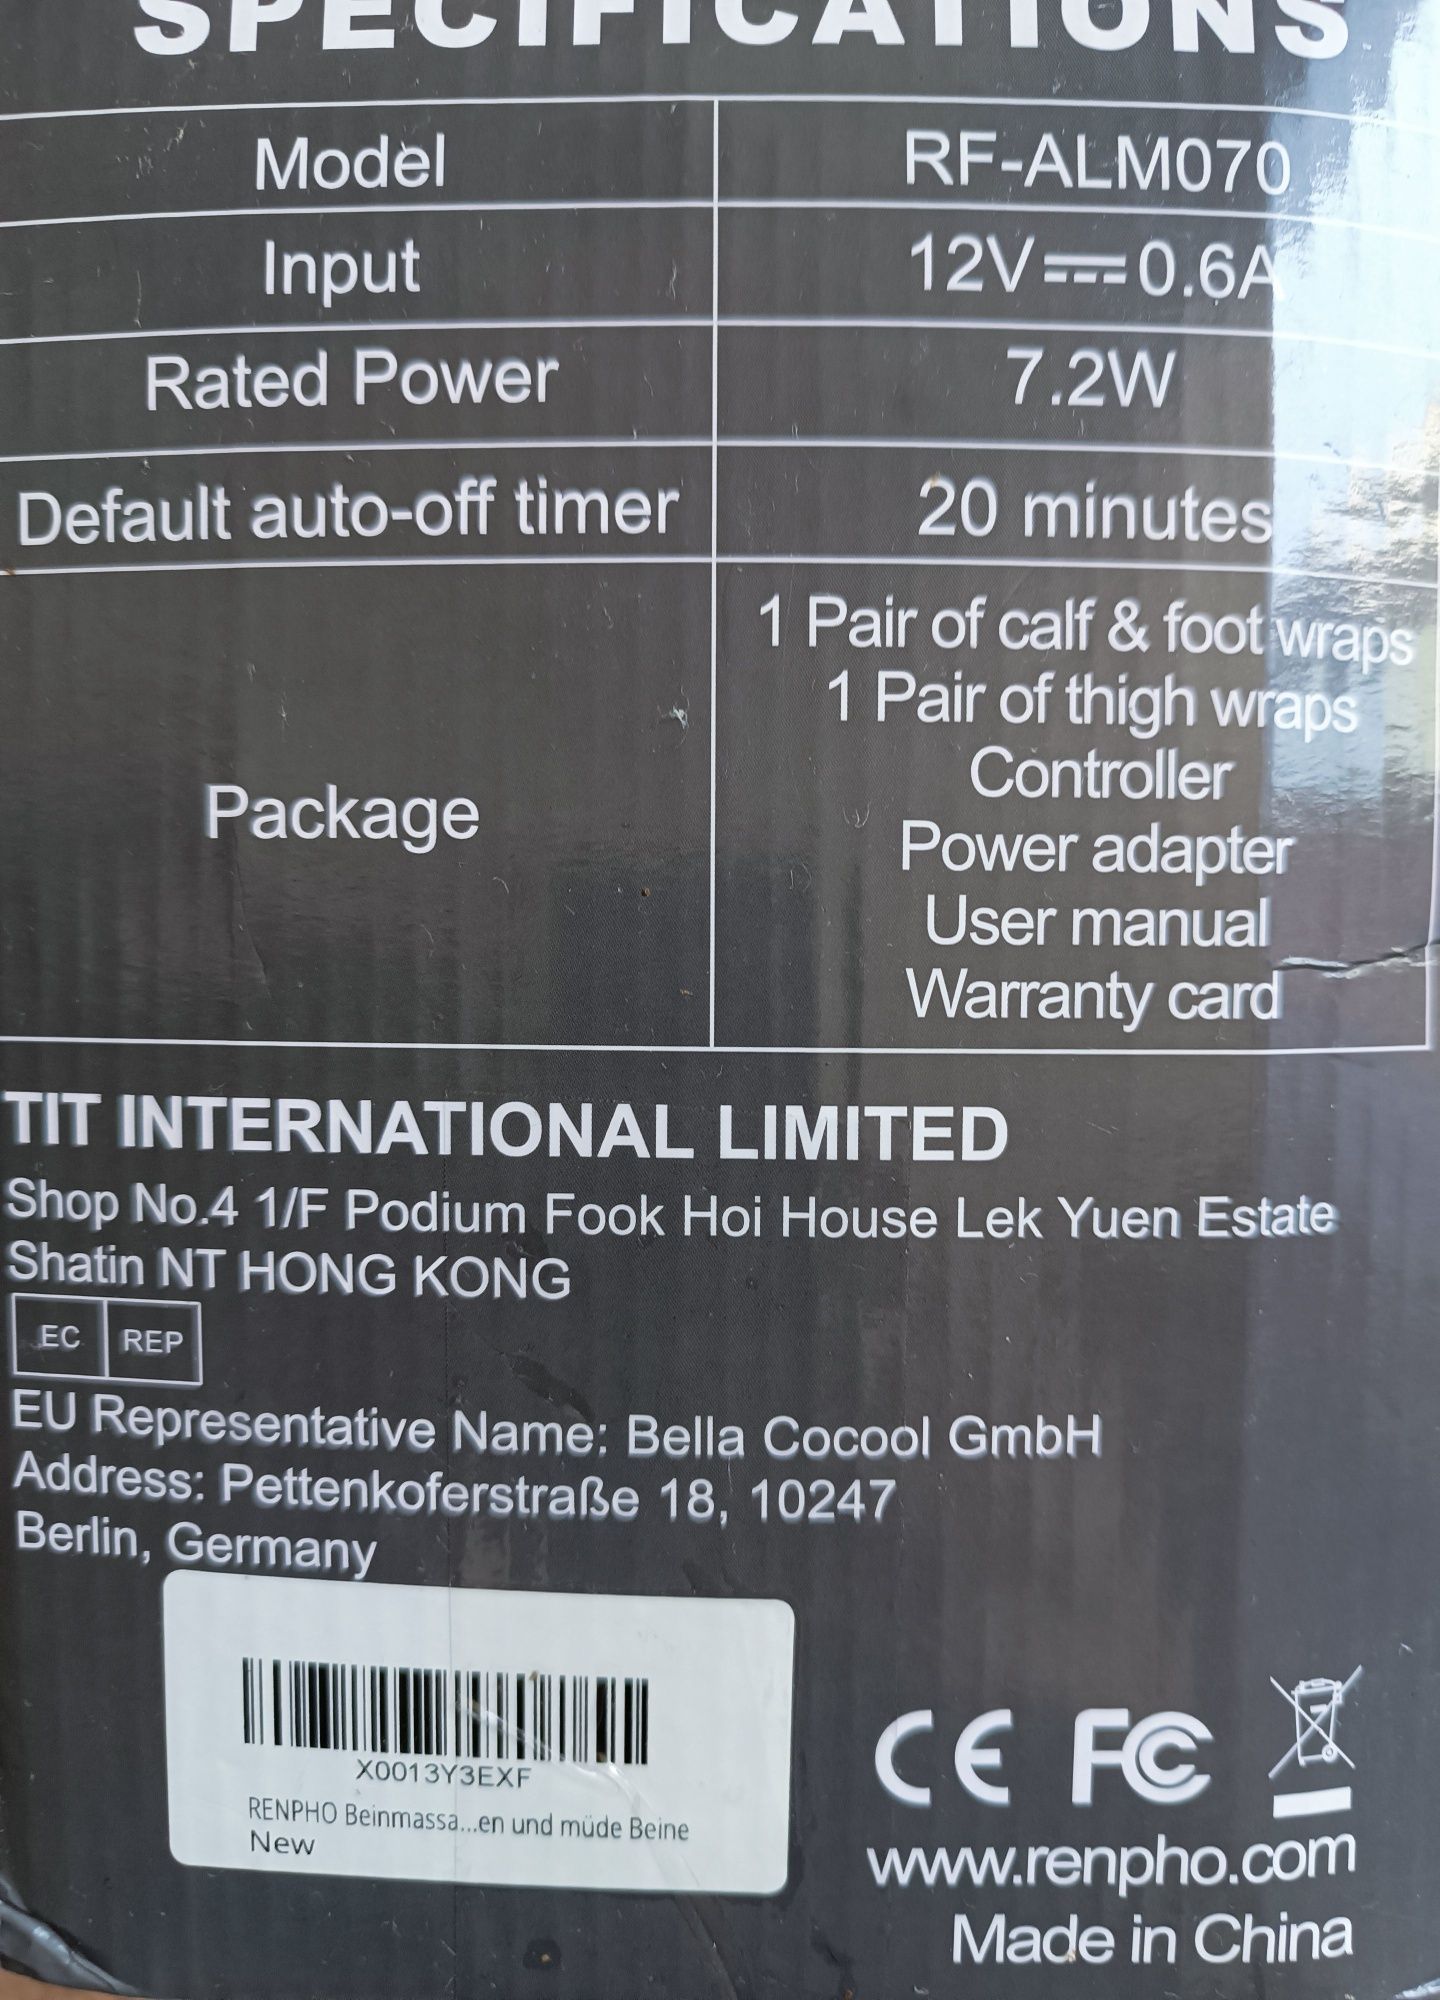 SPECIFICATIONS
Model RF-ALM070
Input 12V⎓0.6A
Rated Power 7.2W
Default auto-off timer 20 minutes
Package
1 Pair of calf & foot wraps
1 Pair of thigh wraps
Controller
Power adapter
User manual
Warranty card
TIT INTERNATIONAL LIMITED
Shop No.4 1/F Podium Fook Hoi House Lek Yuen Estate
Shatin NT HONG KONG
EC REP
EU Representative Name: Bella Cocool GmbH
Address: Pettenkoferstraße 18, 10247
Berlin, Germany
X0013Y3EXF
RENPHO Beinmassa...en und müde Beine
New
CE FC
www.renpho.com
Made in China